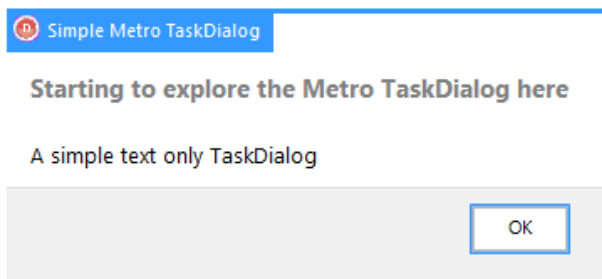 Simple Metro TaskDialog
Starting to explore the Metro TaskDialog here
A simple text only TaskDialog
OK